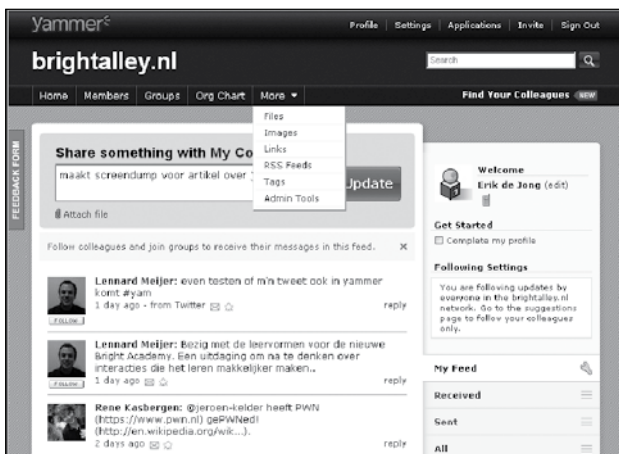 Yammer
Profile Settings Applications Invite Sign Out
brightalley.nl
Search
Home Members Groups Org Chart More
Find Your Colleagues NEW
Files
Images
Links
RSS Feeds
Tags
Admin Tools
FEEDBACK FORM
Share something with My Co
maakt screendump voor artikel over
Update
Attach file
Follow colleagues and join groups to receive their messages in this feed.
Lennard Meijer: even testen of m'n tweet ook in yammer
komt #yam
1 day ago - from Twitter
reply
FOLLOW
Lennard Meijer: Bezig met de leervormen voor de nieuwe
Bright Academy. Een uitdaging om na te denken over
interacties die het leren makkelijker maken..
1 day ago
reply
FOLLOW
Rene Kasbergen: @jeroen-kelder heeft PWN
(https://www.pwn.nl) gePWNed!
(http://en.wikipedia.org/wik...).
2 days ago
reply
Welcome
Erik de Jong (edit)
Get Started
Complete my profile
Following Settings
You are following updates by
everyone in the brightalley.nl
network. Go to the suggestions
page to follow your colleagues
only.
My Feed
Received
Sent
All